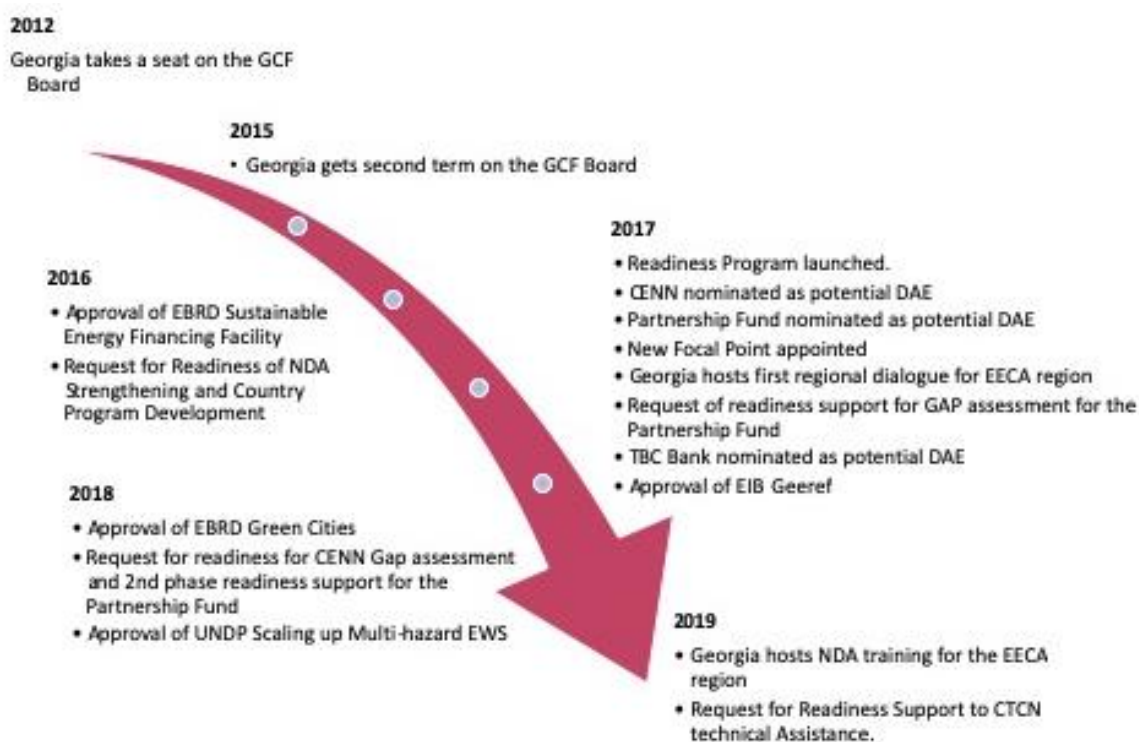 2012
Georgia takes a seat on the GCF
Board
2015
• Georgia gets second term on the GCF Board
2016
• Approval of EBRD Sustainable
Energy Financing Facility
• Request for Readiness of NDA
Strengthening and Country
Program Development
2017
• Readiness Program launched.
• CENN nominated as potential DAE
• Partnership Fund nominated as potential DAE
• New Focal Point appointed
• Georgia hosts first regional dialogue for EECA region
• Request of readiness support for GAP assessment for the
Partnership Fund
• TBC Bank nominated as potential DAE
• Approval of EIB Geeref
2018
• Approval of EBRD Green Cities
• Request for readiness for CENN Gap assessment
and 2nd phase readiness support for the
Partnership Fund
• Approval of UNDP Scaling up Multi-hazard EWS
2019
• Georgia hosts NDA training for the EECA
region
• Request for Readiness Support to CTCN
technical Assistance.